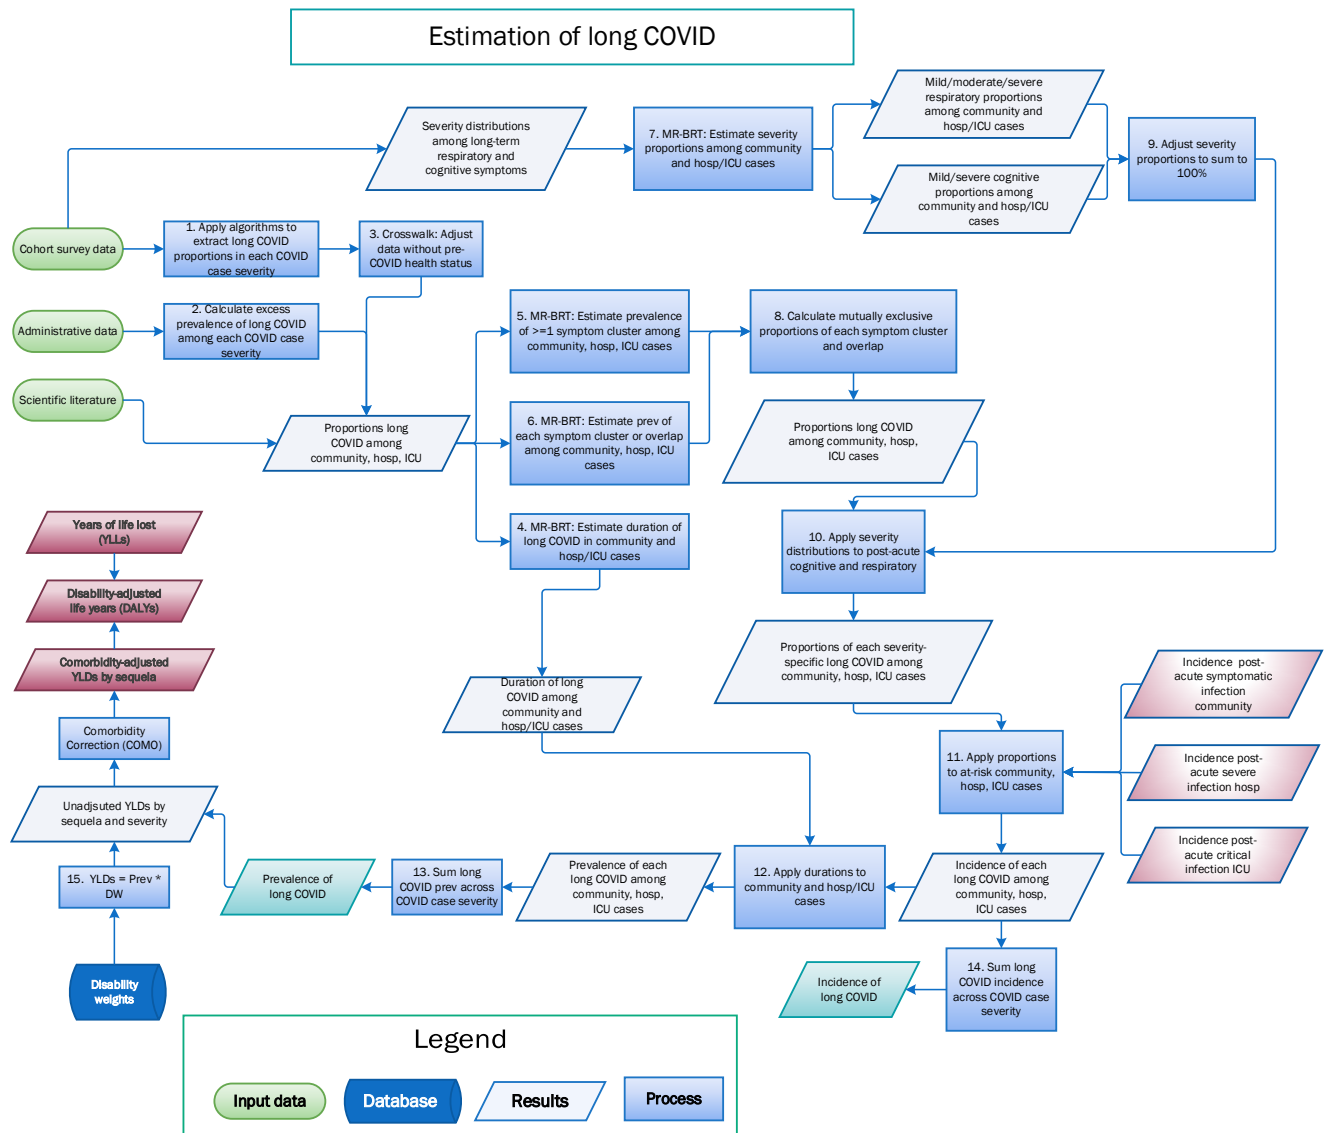 Estimation of long COVID
Mild/moderate/severe
respiratory proportions
among community and
hosp/ICU cases
Severity distributions
among long-term
respiratory and
cognitive symptoms
7. MR-BRT: Estimate severity
proportions among community
and hosp/ICU cases
9. Adjust severity
proportions to sum to
100%
Mild/severe cognitive
proportions among
community and hosp/ICU
cases
Cohort survey data
1. Apply algorithms to
extract long COVID
proportions in each COVID
case severity
3. Crosswalk: Adjust
data without pre-
COVID health status
Administrative data
2. Calculate excess
prevalence of long COVID
among each COVID case
severity
5. MR-BRT: Estimate prevalence
of >=1 symptom cluster among
community, hosp, ICU cases
8. Calculate mutually exclusive
proportions of each symptom cluster
and overlap
Scientific literature
Proportions long
COVID among
community, hosp, ICU
6. MR-BRT: Estimate prev of
each symptom cluster or overlap
among community, hosp, ICU
cases
Proportions long COVID
among community, hosp,
ICU cases
4. MR-BRT: Estimate duration of
long COVID in community and
hosp/ICU cases
10. Apply severity
distributions to post-acute
cognitive and respiratory
Years of life lost
(YLLs)
Disability-adjusted
life years (DALYs)
Comorbidity-adjusted
YLDs by sequela
Comorbidity
Correction (COMO)
Duration of long
COVID among
community and
hosp/ICU cases
Proportions of each severity-
specific long COVID among
community, hosp, ICU cases
Incidence post-
acute symptomatic
infection
community
11. Apply proportions
to at-risk community,
hosp, ICU cases
Incidence post-
acute severe
infection hosp
Incidence post-
acute critical
infection ICU
Unadjsuted YLDs by
sequela and severity
15. YLDs = Prev *
DW
Prevalence of
long COVID
13. Sum long
COVID prev across
COVID case severity
Prevalence of each
long COVID among
community, hosp,
ICU cases
12. Apply durations to
community and hosp/ICU
cases
Incidence of each
long COVID among
community, hosp,
ICU cases
Disability
weights
Incidence of
long COVID
14. Sum long
COVID incidence
across COVID case
severity
Legend
Input data
Database
Results
Process